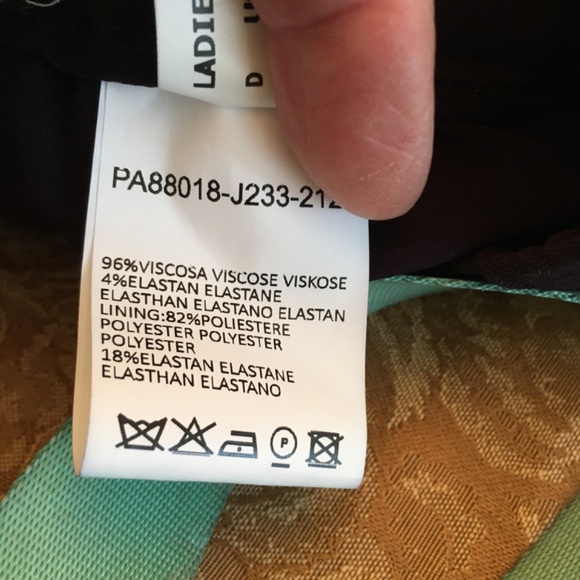 LADIE
D
PA88018-J233-212
96%VISCOSA VISCOSE VISKOSE
4%ELASTAN ELASTANE
ELASTHAN ELASTANO ELASTAN
LINING:82%POLIESTERE
POLYESTER POLYESTER
POLYESTER
18%ELASTAN ELASTANE
ELASTHAN ELASTANO
P